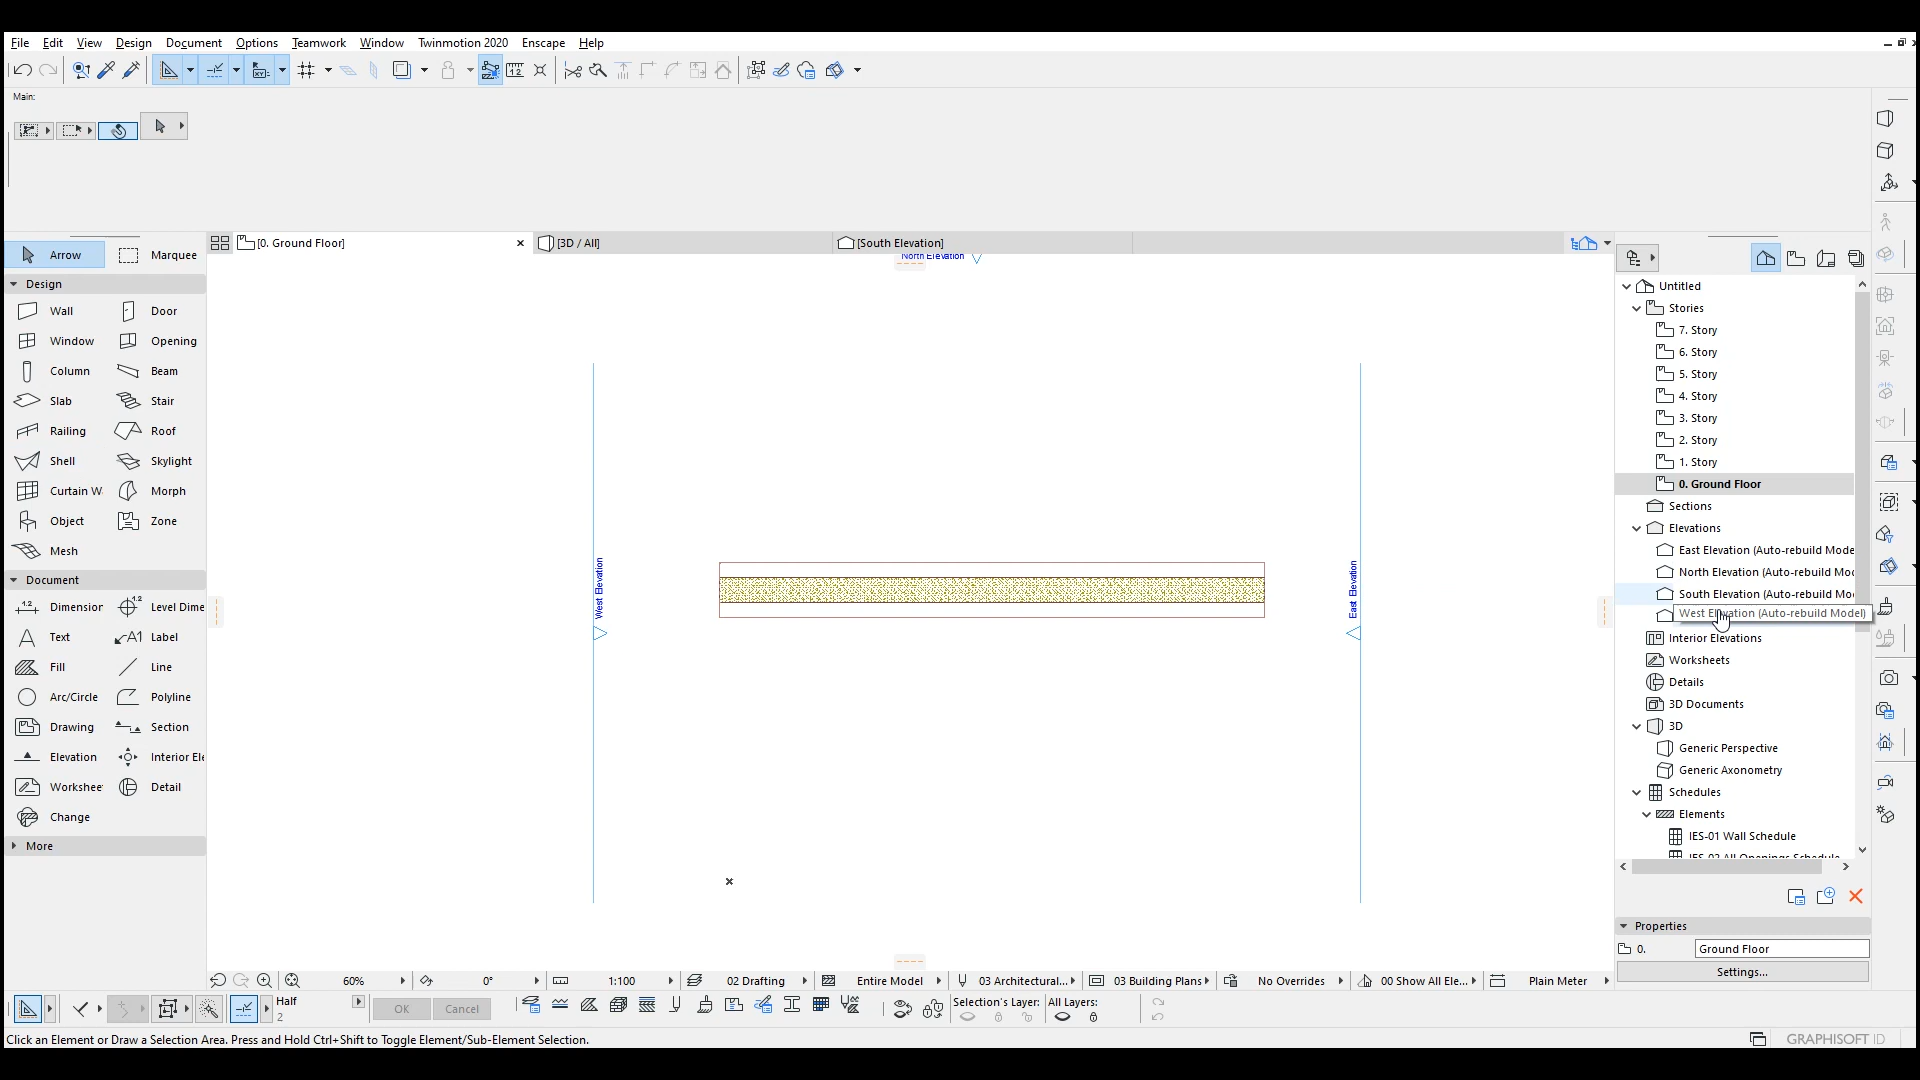 File Edit View Design Document Options Teamwork Window Twinmotion 2020 Enscape Help
Main:
[0. Ground Floor]
[3D / All]
[South Elevation]
Arrow Marquee
Design
Wall Door
Window Opening
Column Beam
Slab Stair
Railing Roof
Shell Skylight
Curtain W
Morph
Object Zone
Mesh
Document
Dimension Level Dime
Text Label
Fill Line
Arc/Circle Polyline
Drawing Section
Elevation Interior Ele
Workshee Detail
Change
More
North Elevation
West Elevation
East Elevation
Untitled
Stories
7. Story
6. Story
5. Story
4. Story
3. Story
2. Story
1. Story
0. Ground Floor
Sections
Elevations
East Elevation (Auto-rebuild Mode
North Elevation (Auto-rebuild Mo
South Elevation (Auto-rebuild Mo
West Elevation (Auto-rebuild Model)
Interior Elevations
Worksheets
Details
3D Documents
3D
Generic Perspective
Generic Axonometry
Schedules
Elements
IES-01 Wall Schedule
IES-02 All Openings Schedule
Properties
0. Ground Floor
Settings...
60% 0° 1:100 02 Drafting Entire Model 03 Architectural... 03 Building Plans No Overrides 00 Show All Ele... Plain Meter
Half
2
OK Cancel
Selection's Layer: All Layers:
Click an Element or Draw a Selection Area. Press and Hold Ctrl+Shift to Toggle Element/Sub-Element Selection.
GRAPHISOFT ID